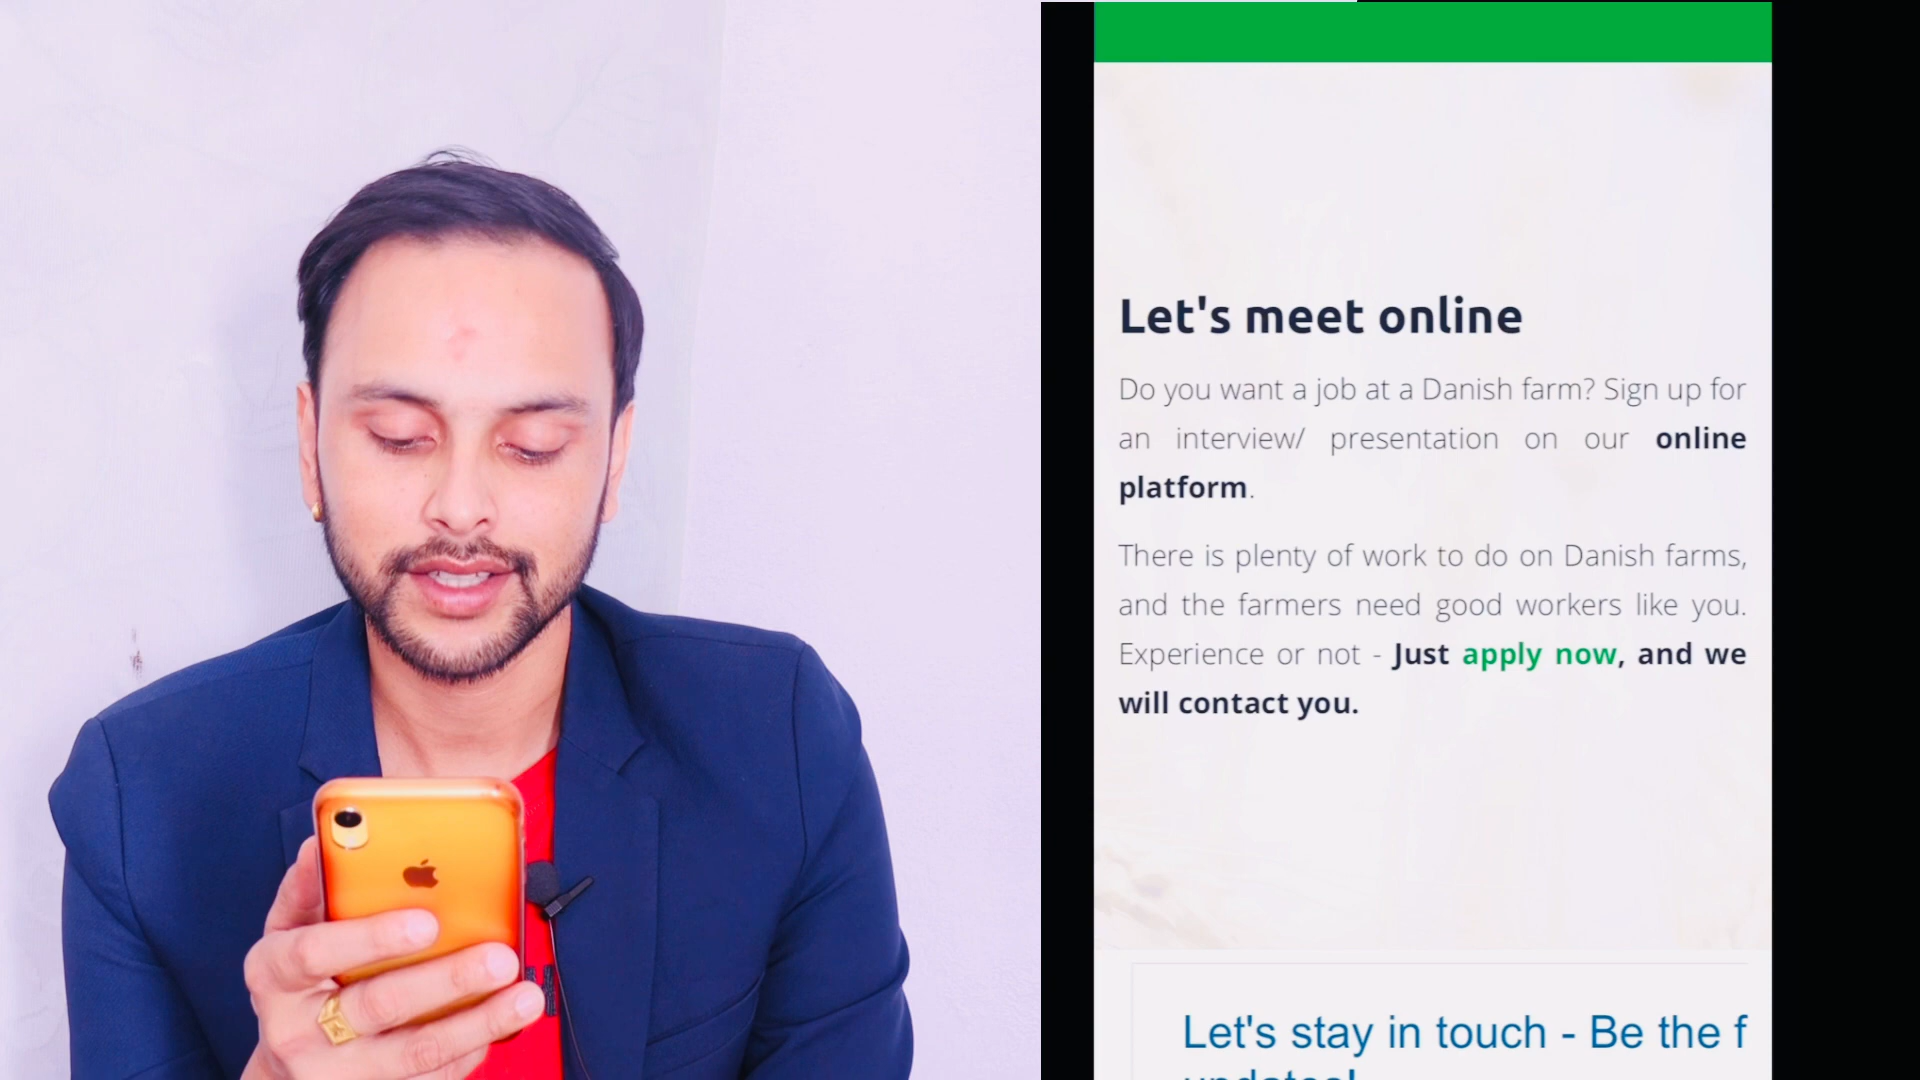 Let's meet online
Do you want a job at a Danish farm? Sign up for
an interview/ presentation on our online
platform.
There is plenty of work to do on Danish farms,
and the farmers need good workers like you.
Experience or not - Just apply now, and we
will contact you.
Let's stay in touch - Be the f
updates!